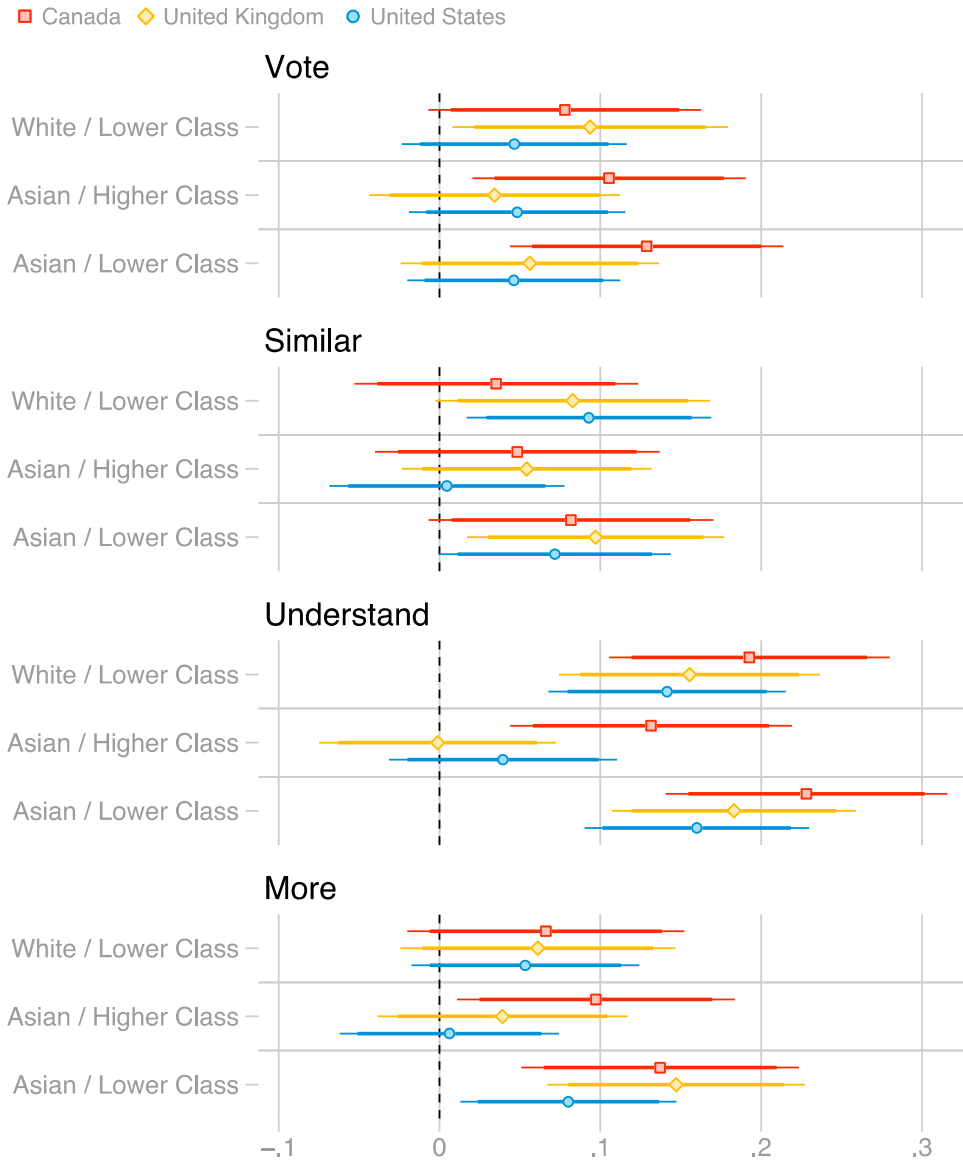 Canada United Kingdom United States
Vote
White / Lower Class
Asian / Higher Class
Asian / Lower Class
Similar
White / Lower Class
Asian / Higher Class
Asian / Lower Class
Understand
White / Lower Class
Asian / Higher Class
Asian / Lower Class
More
White / Lower Class
Asian / Higher Class
Asian / Lower Class
−.1 0 .1 .2 .3